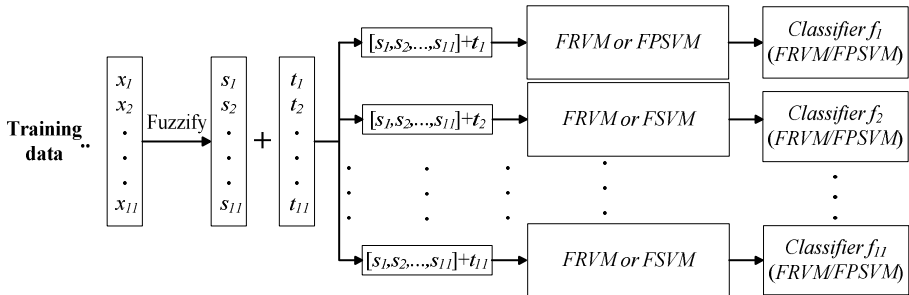 Training
data
..
x1
x2
.
.
.
x11
Fuzzify
s1
s2
.
.
.
s11
+
t1
t2
.
.
.
t11
[s1,s2,...,s11]+t1
FRVM or FPSVM
Classifier f1
(FRVM/FPSVM)
[s1,s2,...,s11]+t2
FRVM or FSVM
Classifier f2
(FRVM/FPSVM)
[s1,s2,...,s11]+t11
FRVM or FSVM
Classifier f11
(FRVM/FPSVM)